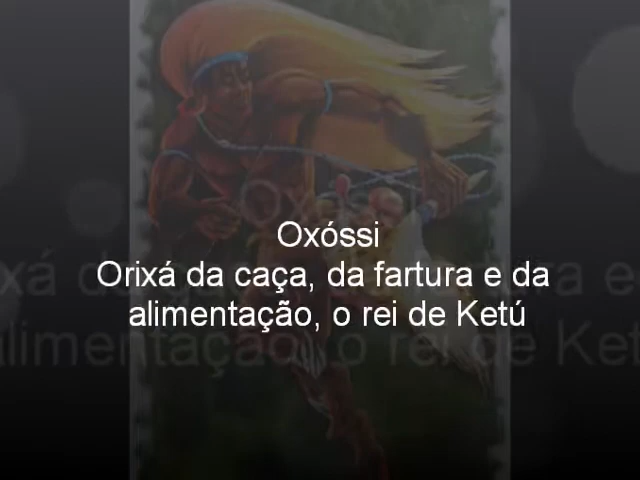 Oxóssi
Orixá da caça, da fartura e da
alimentação, o rei de Ketú